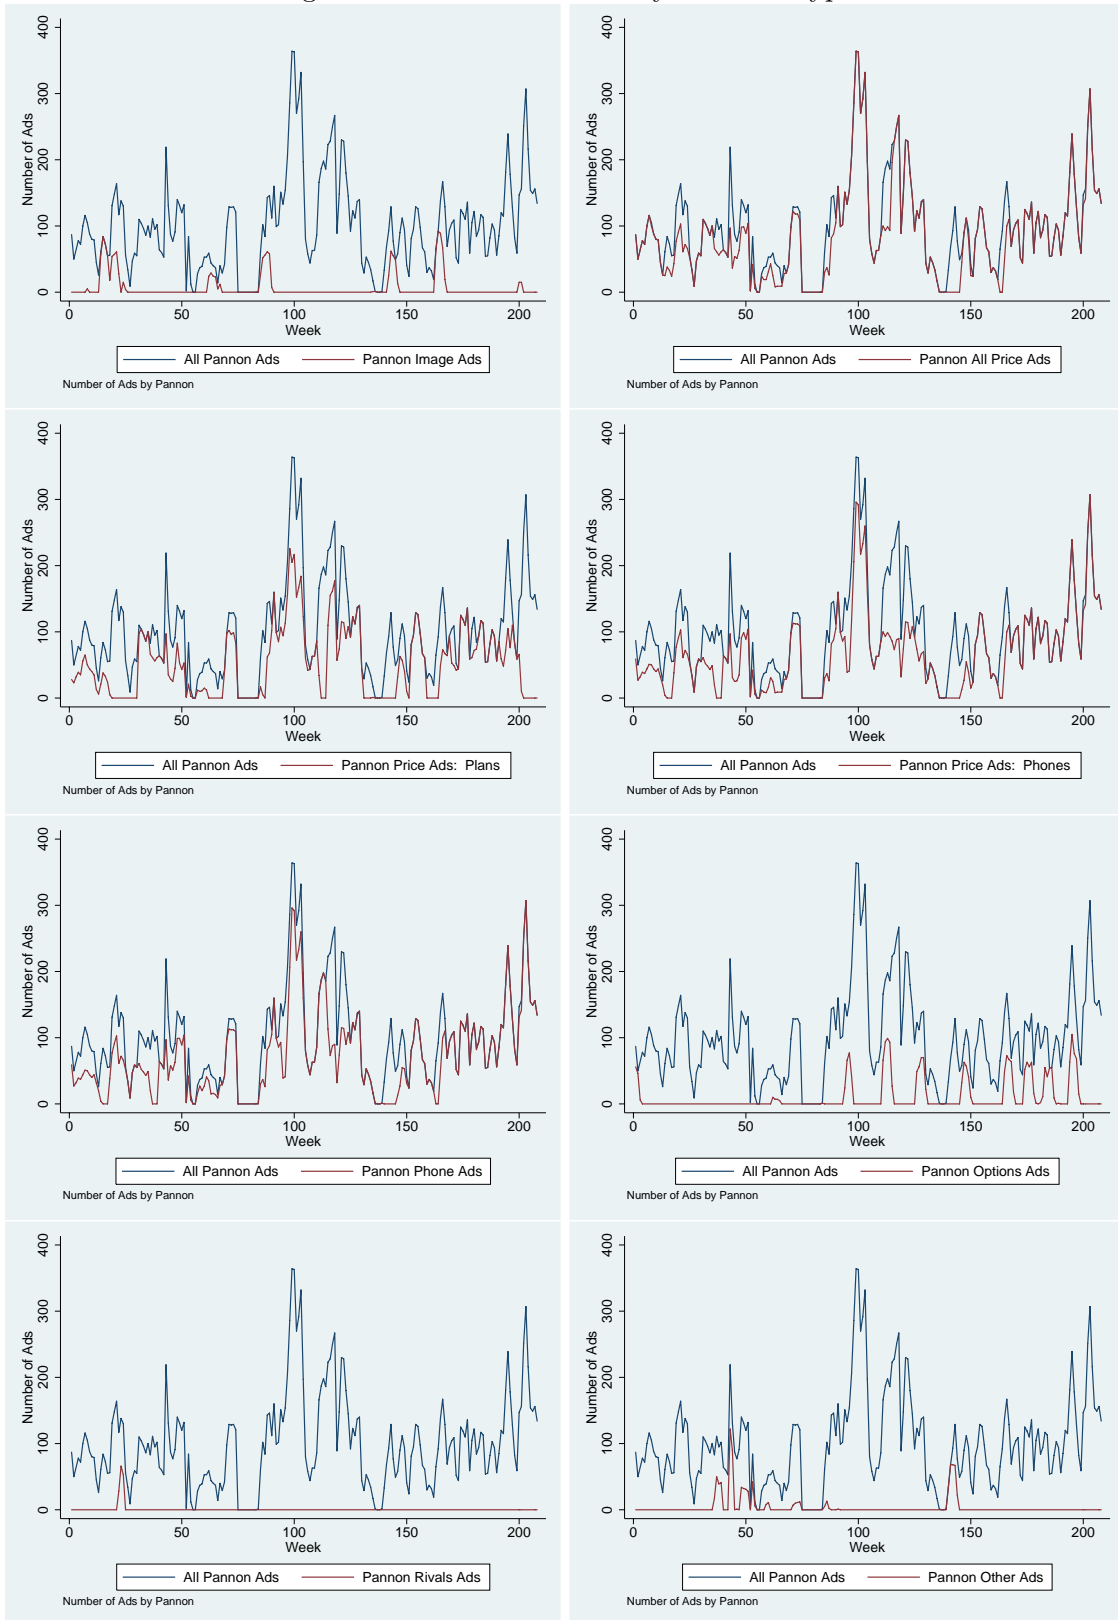 Number of Ads
400
300
200
100
0
0 50 100 150 200
Week
All Pannon Ads Pannon Image Ads
Number of Ads by Pannon
Number of Ads
400
300
200
100
0
0 50 100 150 200
Week
All Pannon Ads Pannon All Price Ads
Number of Ads by Pannon
Number of Ads
400
300
200
100
0
0 50 100 150 200
Week
All Pannon Ads Pannon Price Ads: Plans
Number of Ads by Pannon
Number of Ads
400
300
200
100
0
0 50 100 150 200
Week
All Pannon Ads Pannon Price Ads: Phones
Number of Ads by Pannon
Number of Ads
400
300
200
100
0
0 50 100 150 200
Week
All Pannon Ads Pannon Phone Ads
Number of Ads by Pannon
Number of Ads
400
300
200
100
0
0 50 100 150 200
Week
All Pannon Ads Pannon Options Ads
Number of Ads by Pannon
Number of Ads
400
300
200
100
0
0 50 100 150 200
Week
All Pannon Ads Pannon Rivals Ads
Number of Ads by Pannon
Number of Ads
400
300
200
100
0
0 50 100 150 200
Week
All Pannon Ads Pannon Other Ads
Number of Ads by Pannon